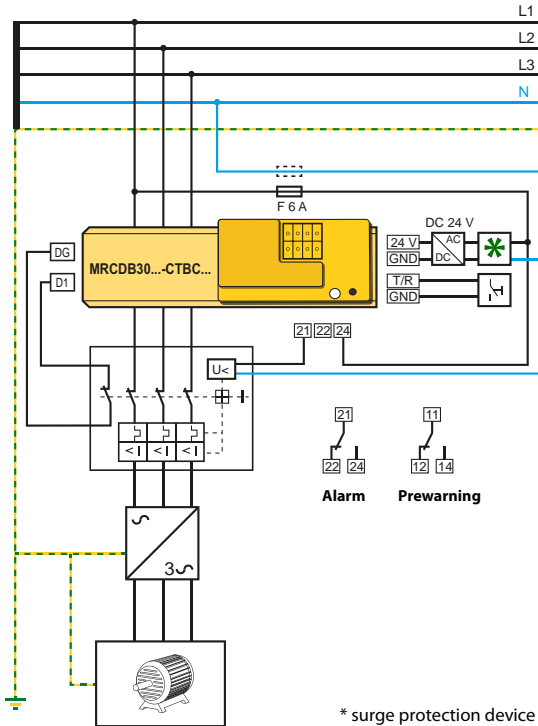 L1
L2
L3
N
F 6 A
DC 24 V
DG
D1
MRCDB30...-CTBC...
24 V
GND
AC
DC
*
T/R
GND
21 22 24
U<
21
22 24
Alarm
11
12 14
Prewarning
I> I> I>
3
* surge protection device